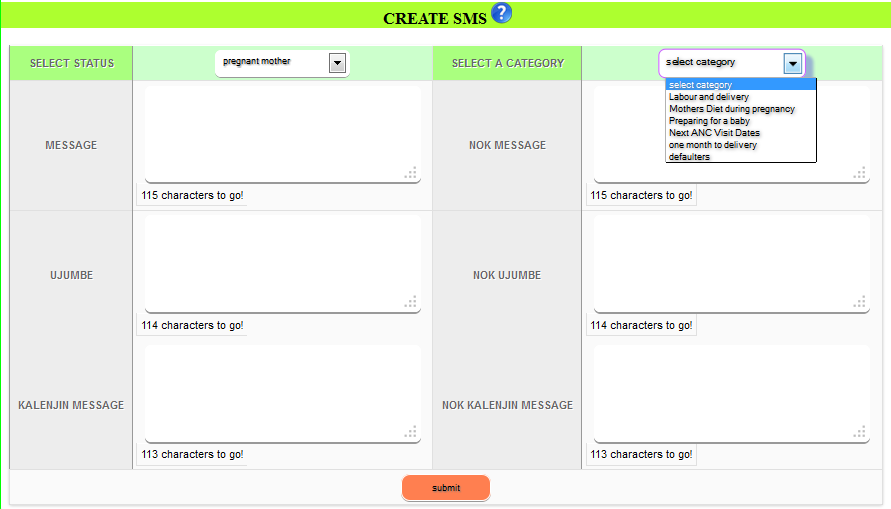 CREATE SMS ?
SELECT STATUS
pregnant mother
SELECT A CATEGORY
select category
select category
Labour and delivery
Mothers Diet during pregnancy
Preparing for a baby
Next ANC Visit Dates
one month to delivery
defaulters
MESSAGE
115 characters to go!
NOK MESSAGE
115 characters to go!
UJUMBE
114 characters to go!
NOK UJUMBE
114 characters to go!
KALENJIN MESSAGE
113 characters to go!
NOK KALENJIN MESSAGE
113 characters to go!
submit